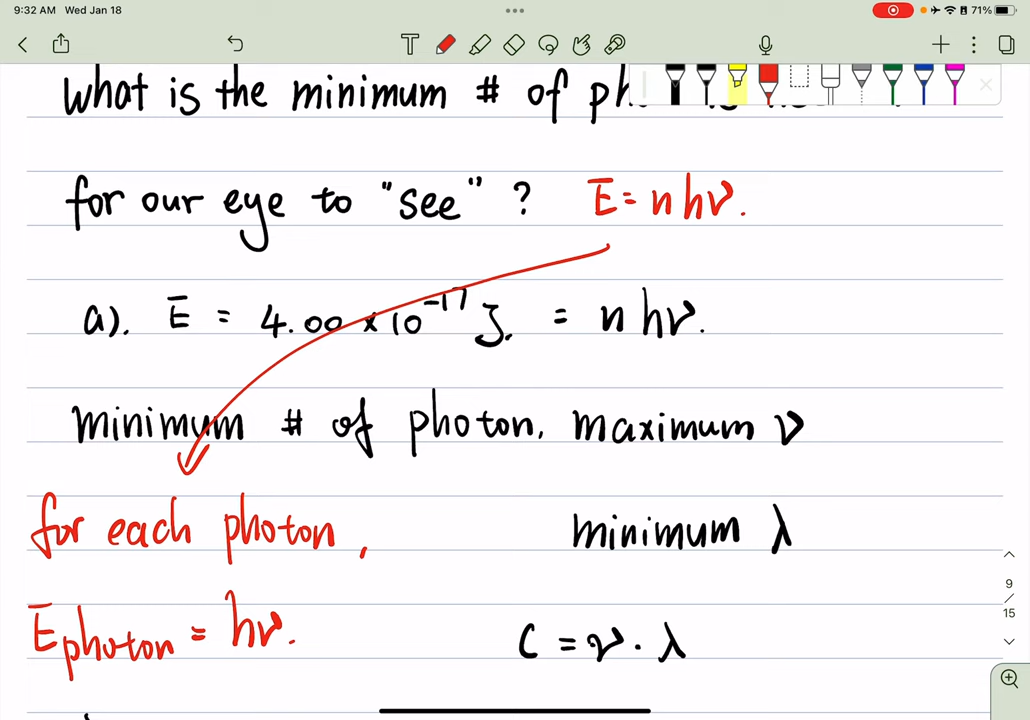 9:32 AM Wed Jan 18
71%
What is the minimum # of
for our eye to "see" ? E = nhν.
a). E = 4.00 × 10⁻¹⁷ J. = nhν.
minimum # of photon. maximum ν
for each photon, minimum λ
Ephoton = hν. C = ν · λ
9
/
15